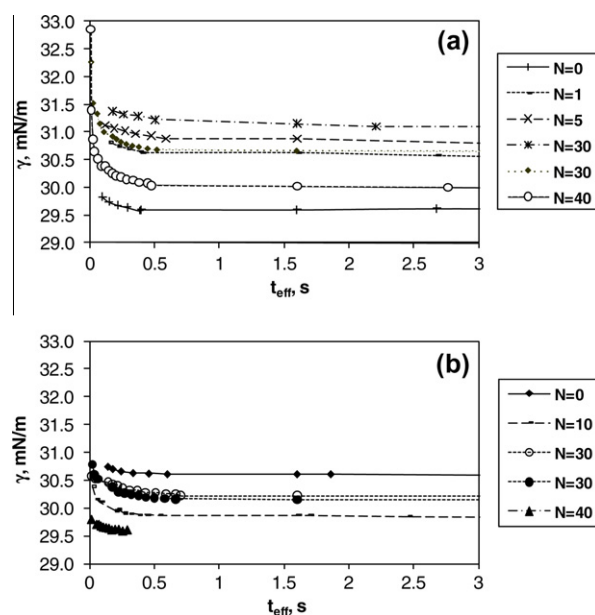 (a)
33.0
32.5
32.0
31.5
31.0
30.5
30.0
29.5
29.0
γ, mN/m
0 0.5 1 1.5 2 2.5 3
t_eff, s
N=0
N=1
N=5
N=30
N=30
N=40
(b)
33.0
32.5
32.0
31.5
31.0
30.5
30.0
29.5
29.0
γ, mN/m
0 0.5 1 1.5 2 2.5 3
t_eff, s
N=0
N=10
N=30
N=30
N=40